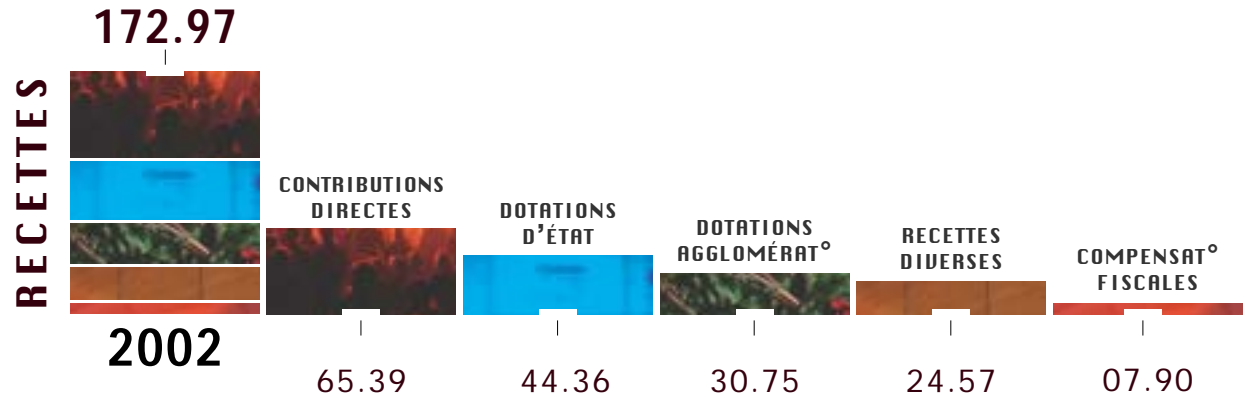 172.97
RECETTES
2002
CONTRIBUTIONS
DIRECTES
65.39
DOTATIONS
D'ÉTAT
44.36
DOTATIONS
AGGLOMÉRAT°
30.75
RECETTES
DIVERSES
24.57
COMPENSAT°
FISCALES
07.90